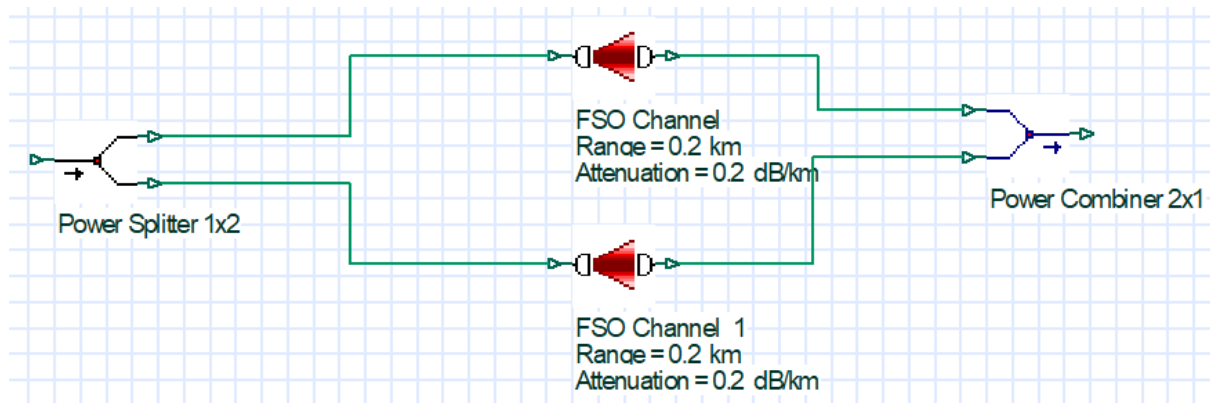 FSO Channel
Range = 0.2 km
Attenuation = 0.2 dB/km
Power Splitter 1x2
Power Combiner 2x1
FSO Channel 1
Range = 0.2 km
Attenuation = 0.2 dB/km